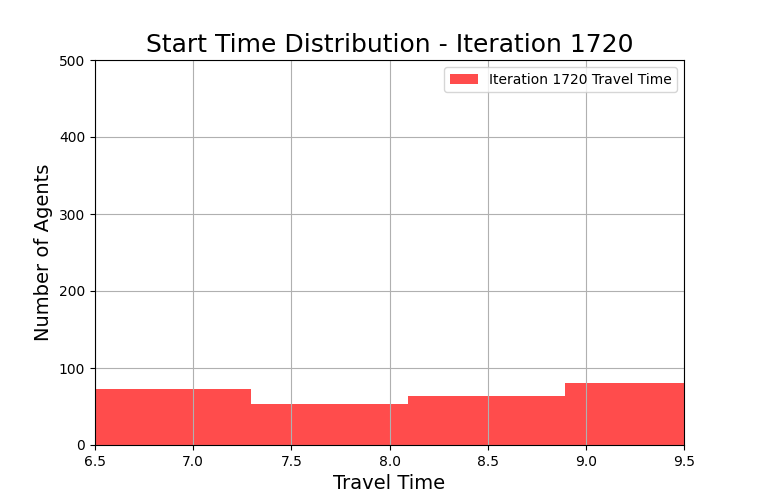 Start Time Distribution - Iteration 1720
Iteration 1720 Travel Time
Number of Agents
500
400
300
200
100
0
6.5 7.0 7.5 8.0 8.5 9.0 9.5
Travel Time